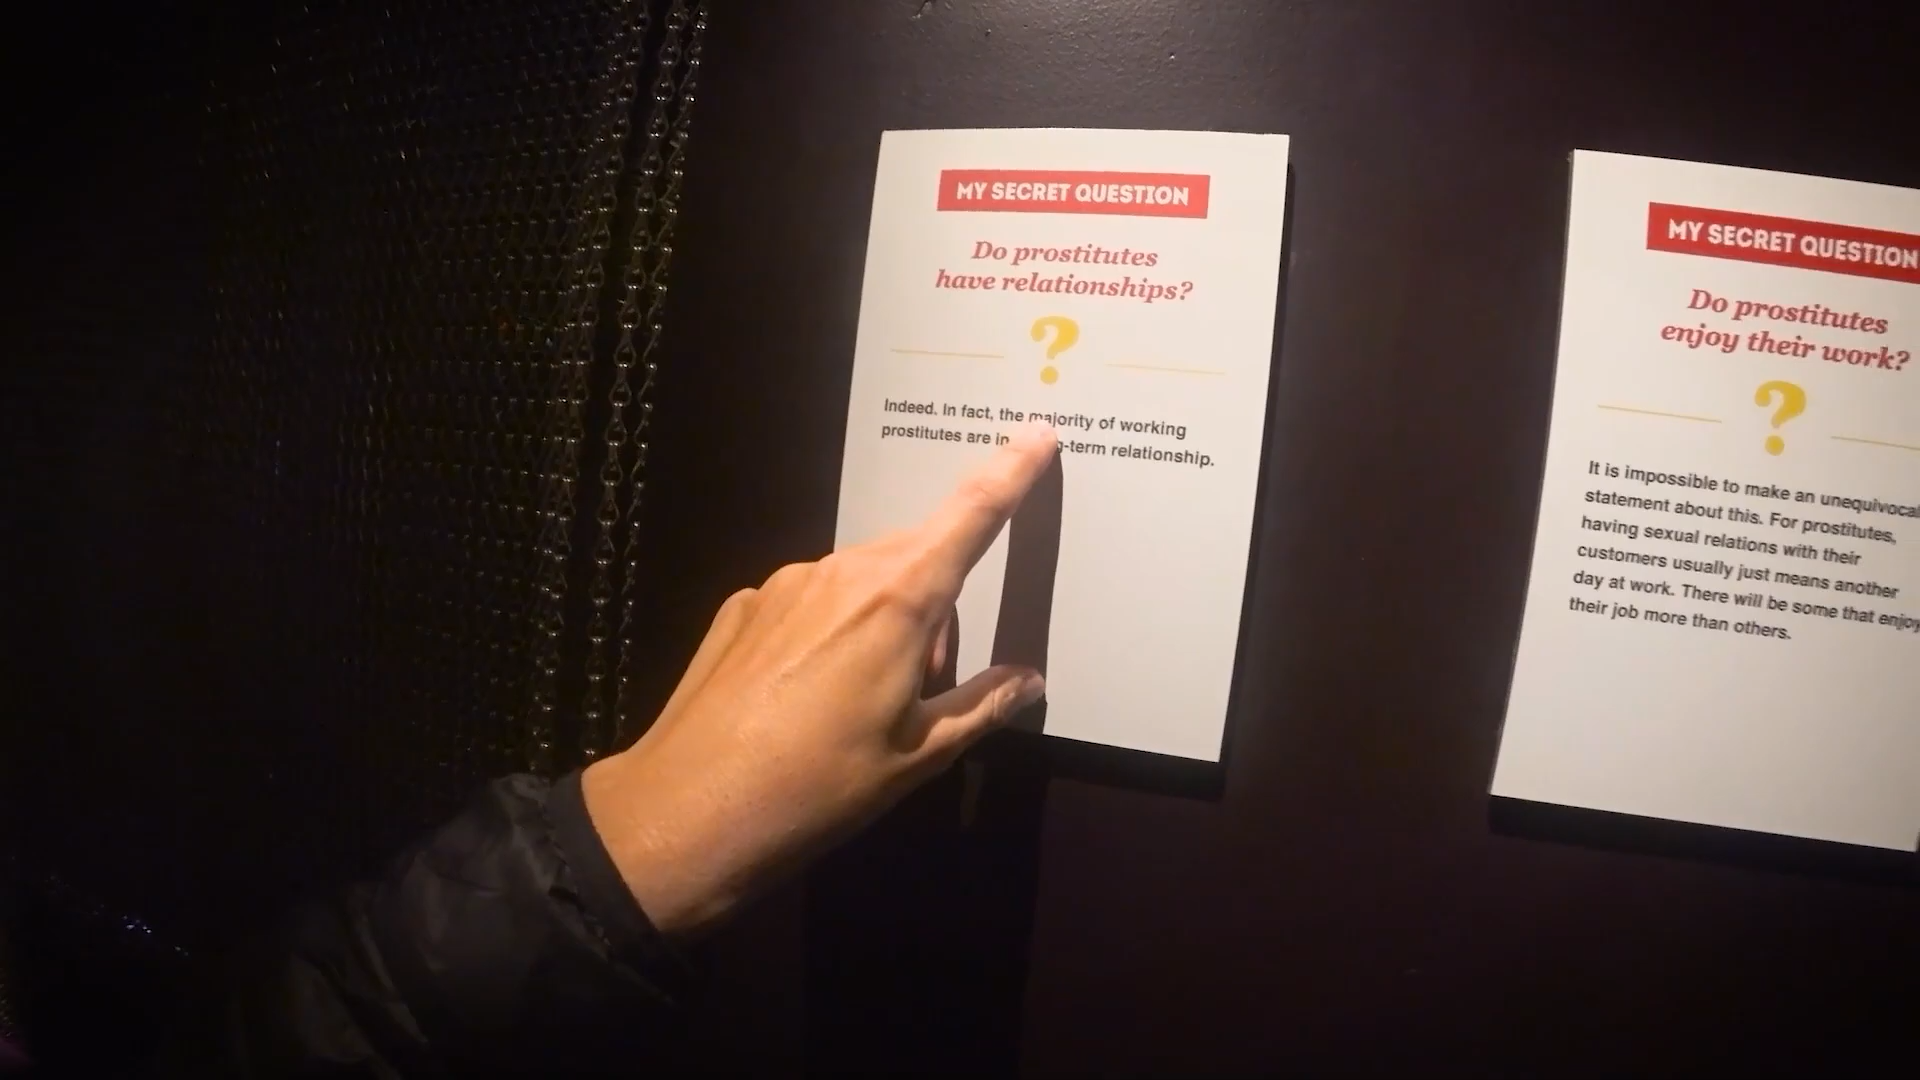 MY SECRET QUESTION
Do prostitutes
have relationships?
?
Indeed. In fact, the majority of working
prostitutes are in -term relationship.
MY SECRET QUESTION
Do prostitutes
enjoy their work?
?
It is impossible to make an unequivocal
statement about this. For prostitutes,
having sexual relations with their
customers usually just means another
day at work. There will be some that enjoy
their job more than others.